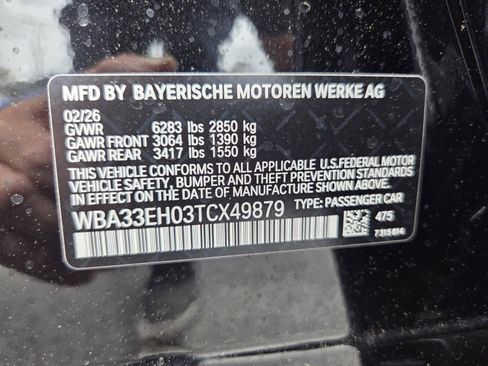 MFD BY BAYERISCHE MOTOREN WERKE AG
02/26
GVWR 6283 lbs 2850 kg
GAWR FRONT 3064 lbs 1390 kg
GAWR REAR 3417 lbs 1550 kg
THIS VEHICLE CONFORMS TO ALL APPLICABLE U.S.FEDERAL MOTOR
VEHICLE SAFETY, BUMPER AND THEFT PREVENTION STANDARDS
IN EFFECT ON THE DATE OF MANUFACTURE SHOWN ABOVE.
WBA33EH03TCX49879 TYPE: PASSENGER CAR
475
7 315 814